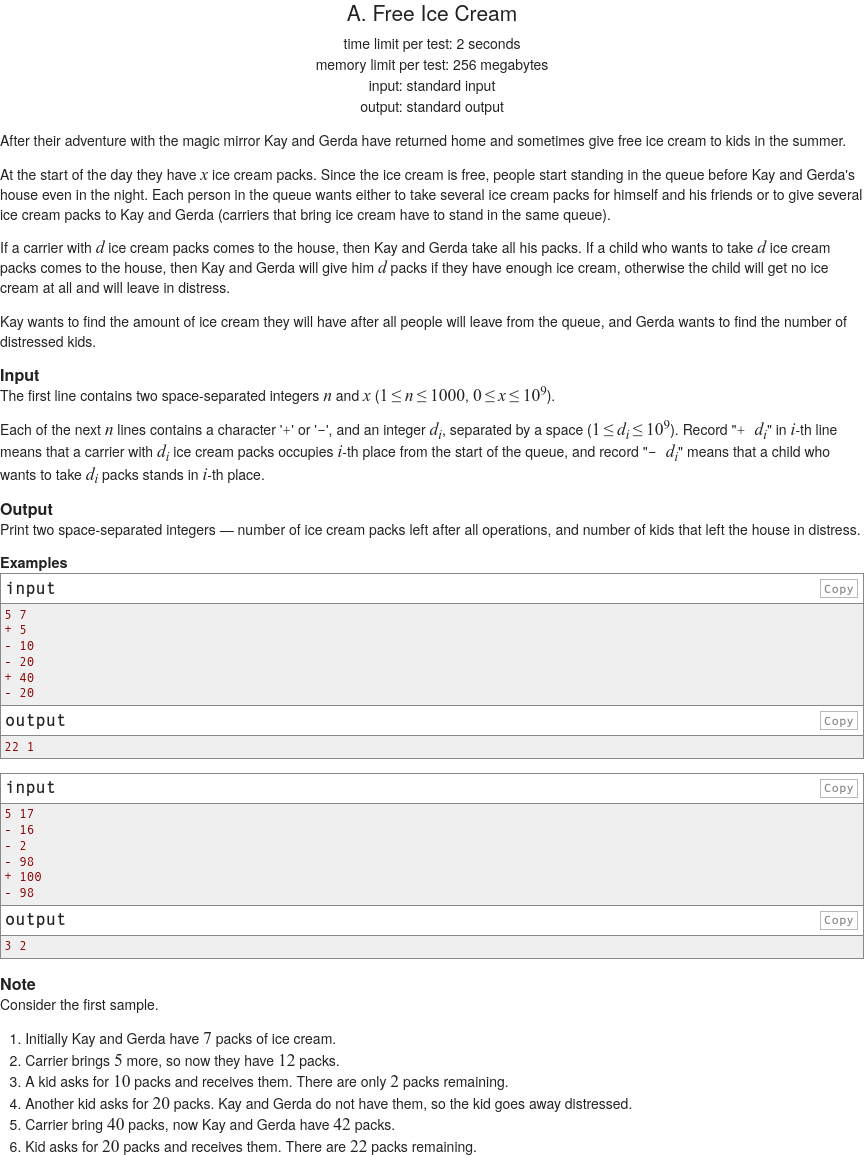 A. Free Ice Cream
time limit per test: 2 seconds
memory limit per test: 256 megabytes
input: standard input
output: standard output
After their adventure with the magic mirror Kay and Gerda have returned home and sometimes give free ice cream to kids in the summer.
At the start of the day they have x ice cream packs. Since the ice cream is free, people start standing in the queue before Kay and Gerda's
house even in the night. Each person in the queue wants either to take several ice cream packs for himself and his friends or to give several
ice cream packs to Kay and Gerda (carriers that bring ice cream have to stand in the same queue).
If a carrier with d ice cream packs comes to the house, then Kay and Gerda take all his packs. If a child who wants to take d ice cream
packs comes to the house, then Kay and Gerda will give him d packs if they have enough ice cream, otherwise the child will get no ice
cream at all and will leave in distress.
Kay wants to find the amount of ice cream they will have after all people will leave from the queue, and Gerda wants to find the number of
distressed kids.
Input
The first line contains two space-separated integers n and x (1 ≤ n ≤ 1000, 0 ≤ x ≤ 10⁹).
Each of the next n lines contains a character '+' or '−', and an integer dᵢ, separated by a space (1 ≤ dᵢ ≤ 10⁹). Record "+ dᵢ" in i-th line
means that a carrier with dᵢ ice cream packs occupies i-th place from the start of the queue, and record "− dᵢ" means that a child who
wants to take dᵢ packs stands in i-th place.
Output
Print two space-separated integers — number of ice cream packs left after all operations, and number of kids that left the house in distress.
Examples
input Copy
5 7
+ 5
- 10
- 20
+ 40
- 20
output Copy
22 1
input Copy
5 17
- 16
- 2
- 98
+ 100
- 98
output Copy
3 2
Note
Consider the first sample.
1. Initially Kay and Gerda have 7 packs of ice cream.
2. Carrier brings 5 more, so now they have 12 packs.
3. A kid asks for 10 packs and receives them. There are only 2 packs remaining.
4. Another kid asks for 20 packs. Kay and Gerda do not have them, so the kid goes away distressed.
5. Carrier bring 40 packs, now Kay and Gerda have 42 packs.
6. Kid asks for 20 packs and receives them. There are 22 packs remaining.